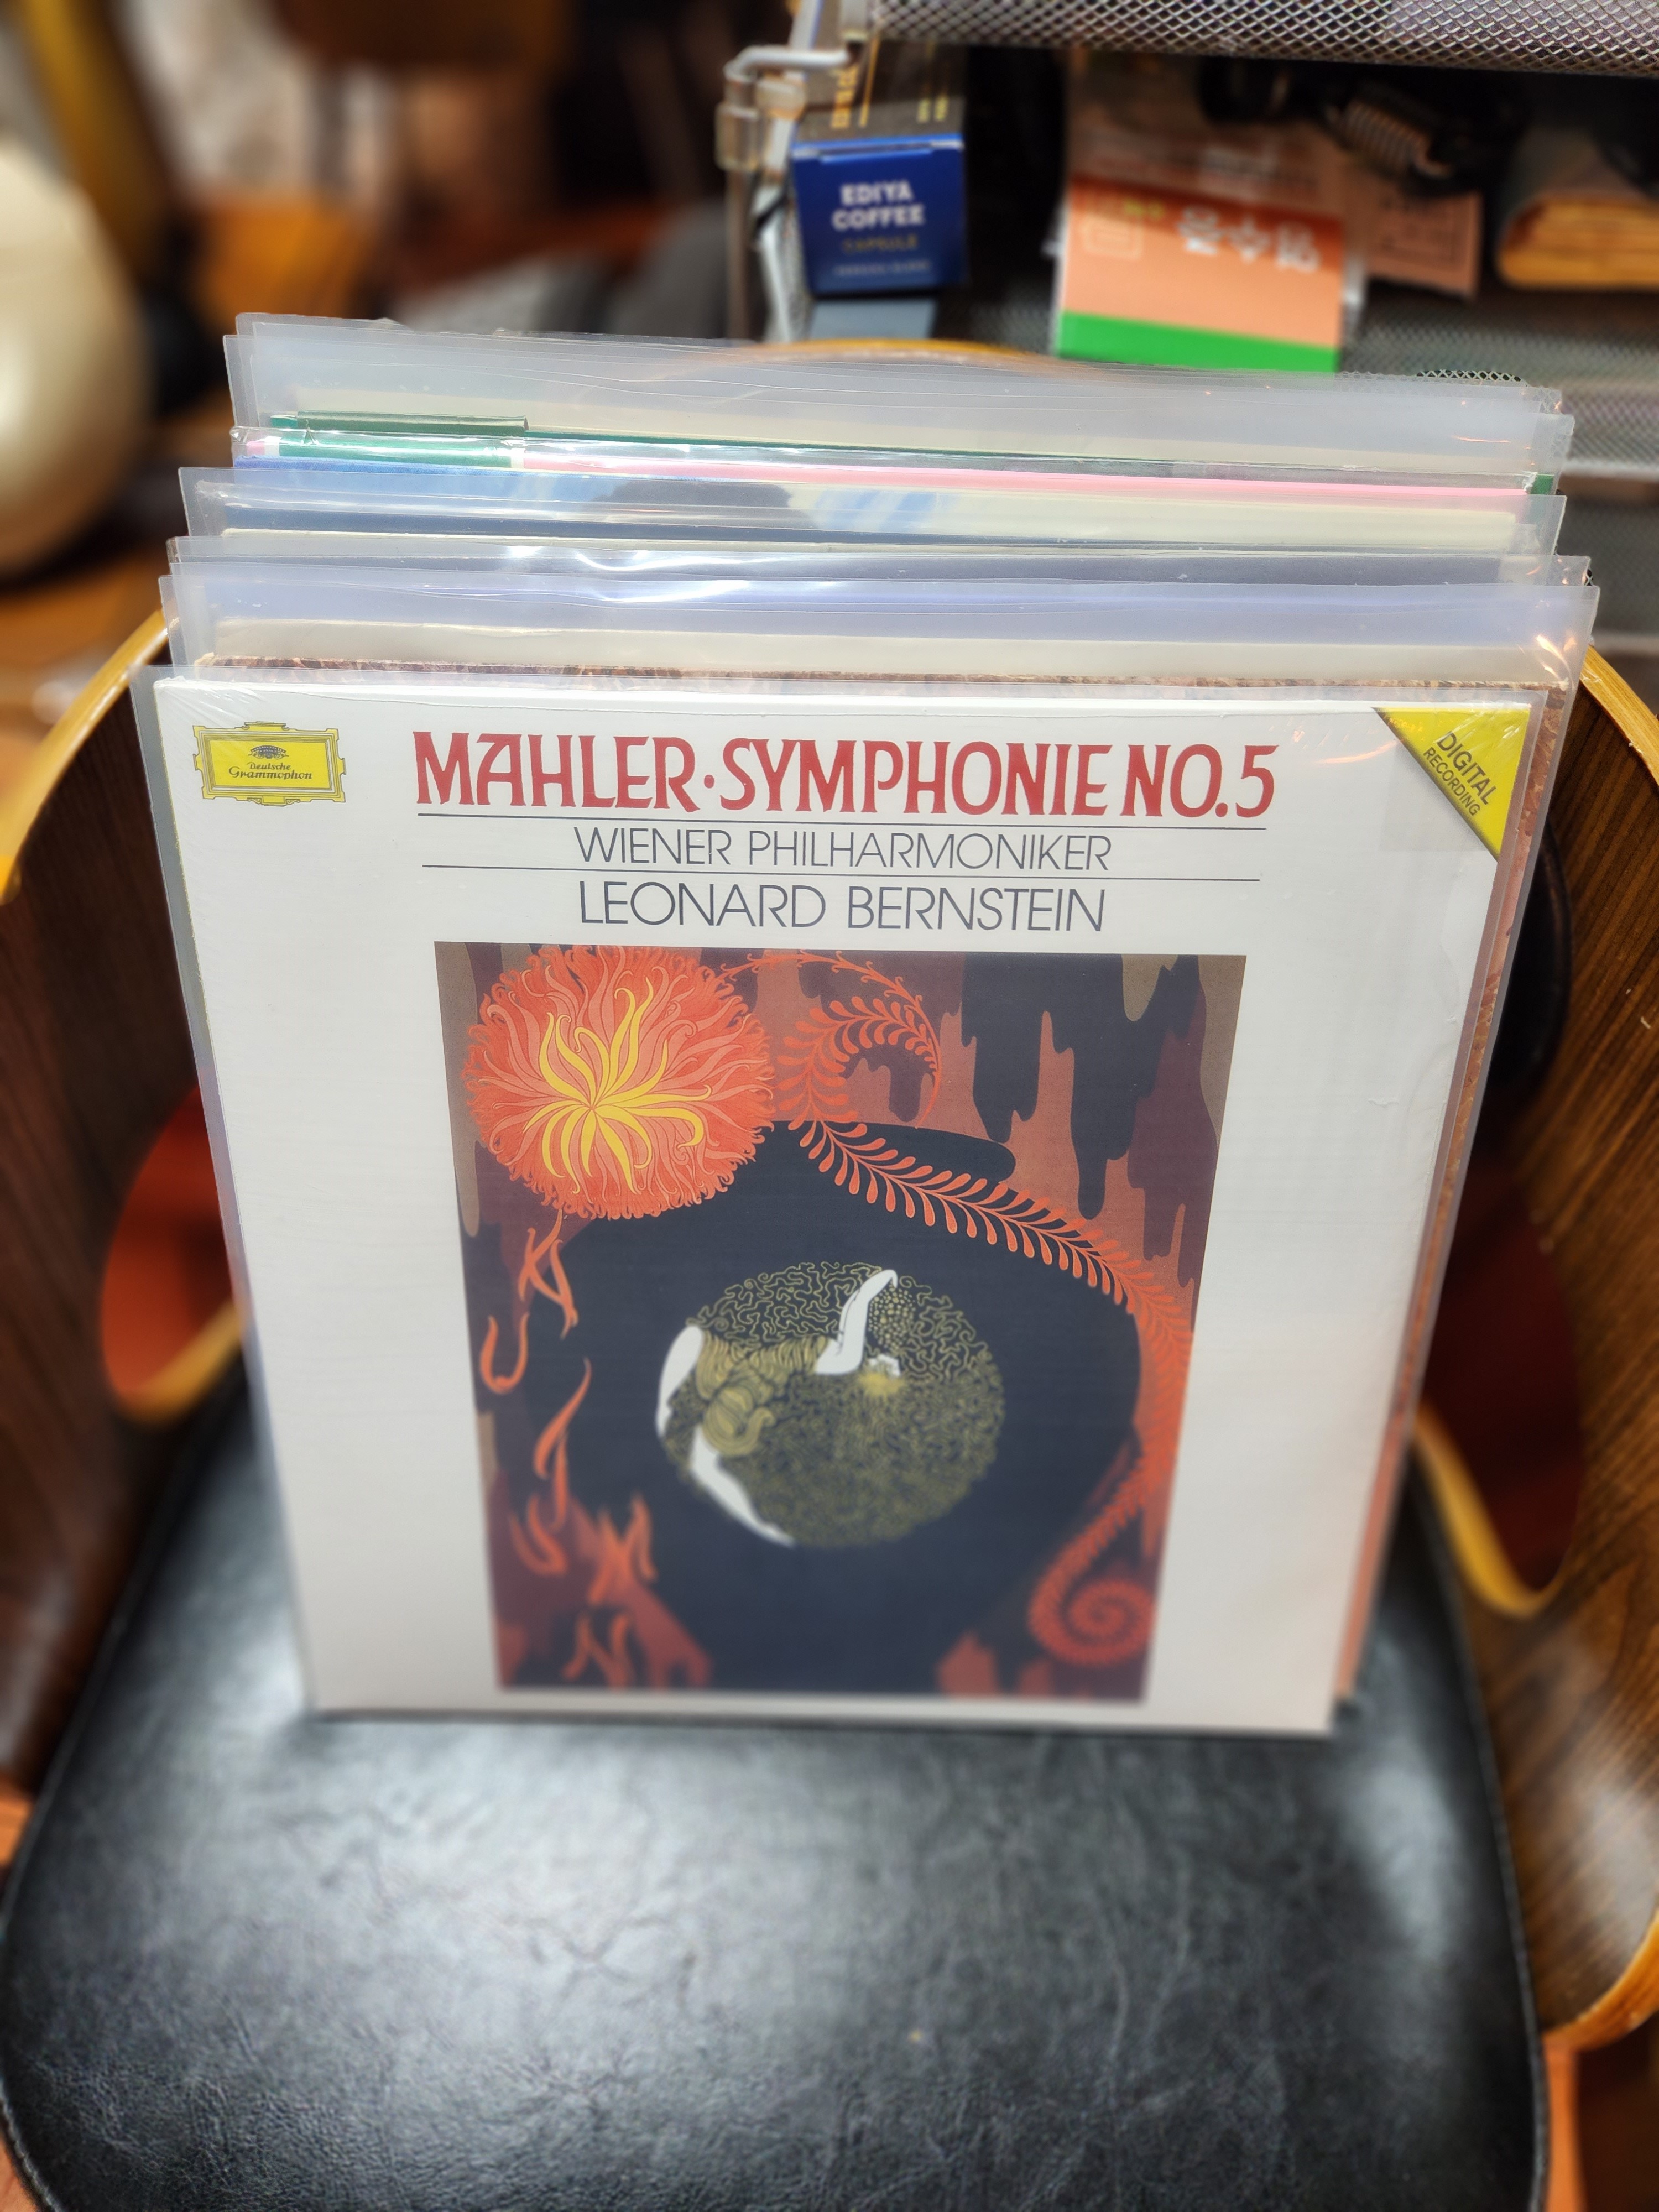 EDIYA
COFFEE
CAPSULE
Deutsche
Grammophon
MAHLER·SYMPHONIE NO.5
DIGITAL
RECORDING
WIENER PHILHARMONIKER
LEONARD BERNSTEIN